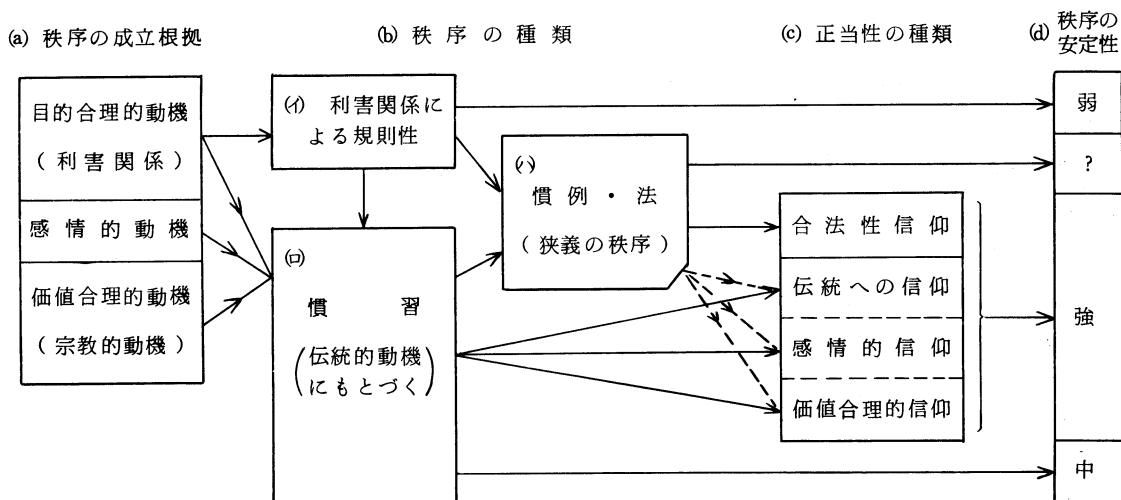 (a) 秩序の成立根拠
(b) 秩序の種類
(c) 正当性の種類
(d) 秩序の
安定性
目的合理的動機
(利害関係)
感情的動機
価値合理的動機
(宗教的動機)
(イ) 利害関係に
よる規則性
(ロ)
慣習
(伝統的動機
にもとづく)
(ハ)
慣例・法
(狭義の秩序)
合法性信仰
伝統への信仰
感情的信仰
価値合理的信仰
弱
?
強
中